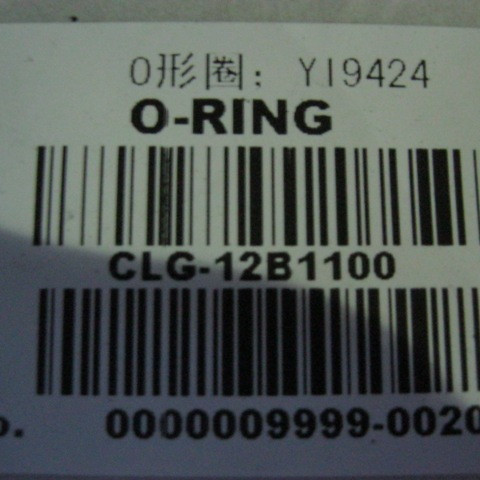 O形圈: YI9424
O-RING
CLG-12B1100
o. 0000009999-0020